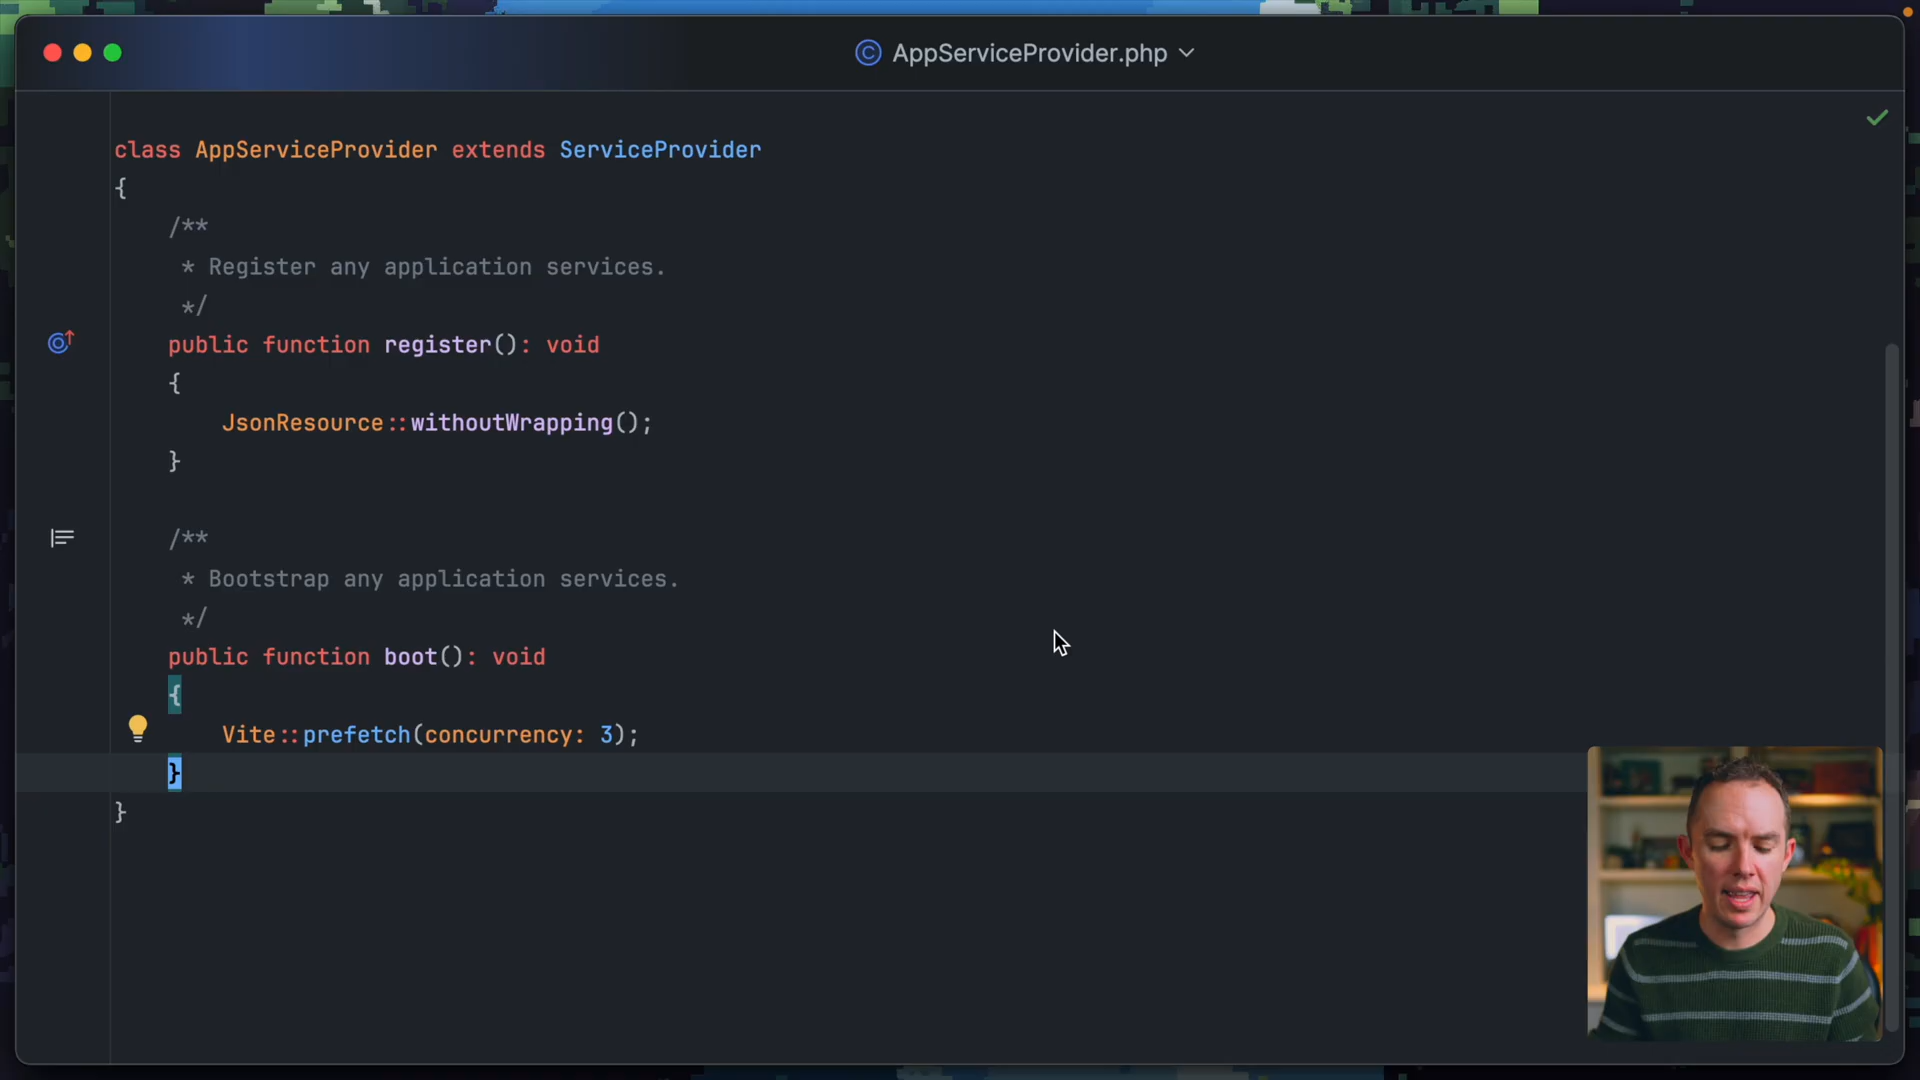 AppServiceProvider.php
class AppServiceProvider extends ServiceProvider
{
/**
* Register any application services.
*/
public function register(): void
{
JsonResource::withoutWrapping();
}
/**
* Bootstrap any application services.
*/
public function boot(): void
{
Vite::prefetch(concurrency: 3);
}
}